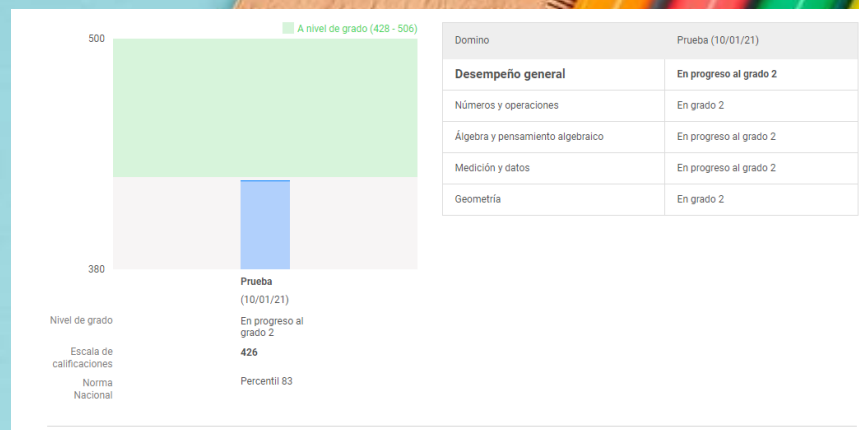 A nivel de grado (428 - 506)
500
380
Prueba
(10/01/21)
Nivel de grado
En progreso al
grado 2
Escala de
calificaciones
426
Norma
Nacional
Percentil 83
Domino
Prueba (10/01/21)
Desempeño general
En progreso al grado 2
Números y operaciones
En grado 2
Álgebra y pensamiento algebraico
En progreso al grado 2
Medición y datos
En progreso al grado 2
Geometría
En grado 2